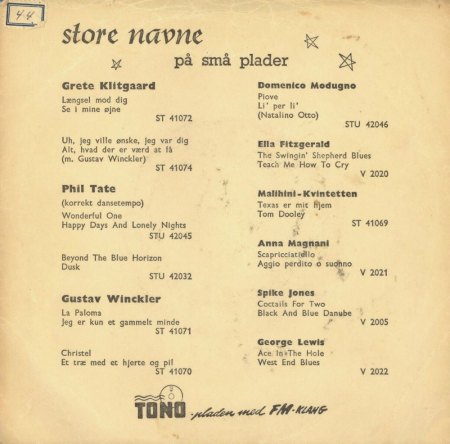 44
store navne
på små plader
Grete Klitgaard
Længsel mod dig
Se i mine øjne
ST 41072
Uh, jeg ville ønske, jeg var dig
Alt, hvad der er værd at få
(m. Gustav Winckler)
ST 41074
Phil Tate
(korrekt dansetempo)
Wonderful One
Happy Days And Lonely Nights
STU 42045
Beyond The Blue Horizon
Dusk
STU 42032
Gustav Winckler
La Paloma
Jeg er kun et gammelt minde
ST 41071
Christel
Et træ med et hjerte og pil
ST 41070
Domenico Modugno
Piove
Li' per li'
(Natalino Otto)
STU 42046
Ella Fitzgerald
The Swingin' Shepherd Blues
Teach Me How To Cry
V 2020
Malihini-Kvintetten
Texas er mit hjem
Tom Dooley
ST 41069
Anna Magnani
Scapricciatiello
Aggio perdito o suonno
V 2021
Spike Jones
Coctails For Two
Black And Blue Danube
V 2005
George Lewis
Ace In The Hole
West End Blues
V 2022
TONO-pladen med FM-KLANG